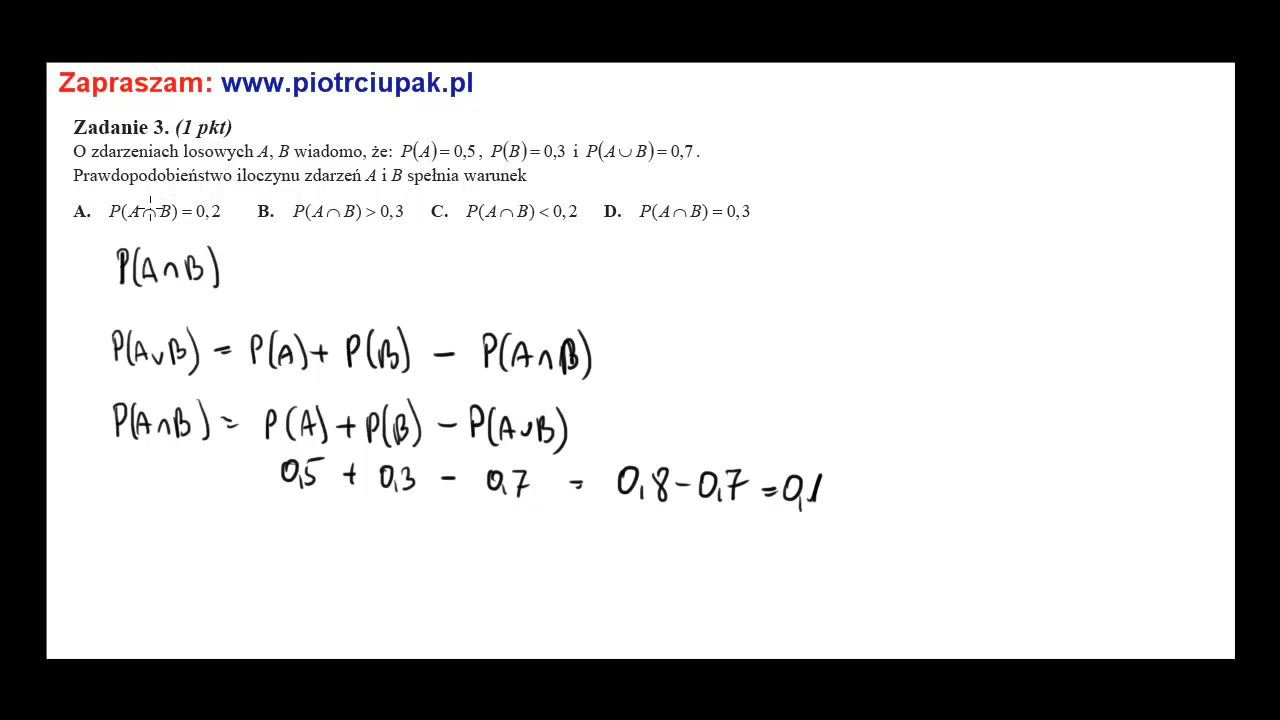 Zapraszam: www.piotrciupak.pl
Zadanie 3. (1 pkt)
O zdarzeniach losowych A, B wiadomo, że: P(A) = 0,5, P(B) = 0,3 i P(A ∪ B) = 0,7.
Prawdopodobieństwo iloczynu zdarzeń A i B spełnia warunek
A. P(A ∩ B) = 0,2 B. P(A ∩ B) > 0,3 C. P(A ∩ B) < 0,2 D. P(A ∩ B) = 0,3
P(A ∩ B)
P(A ∪ B) = P(A) + P(B) − P(A ∩ B)
P(A ∩ B) = P(A) + P(B) − P(A ∪ B)
0,5 + 0,3 − 0,7 = 0,8 − 0,7 = 0,1